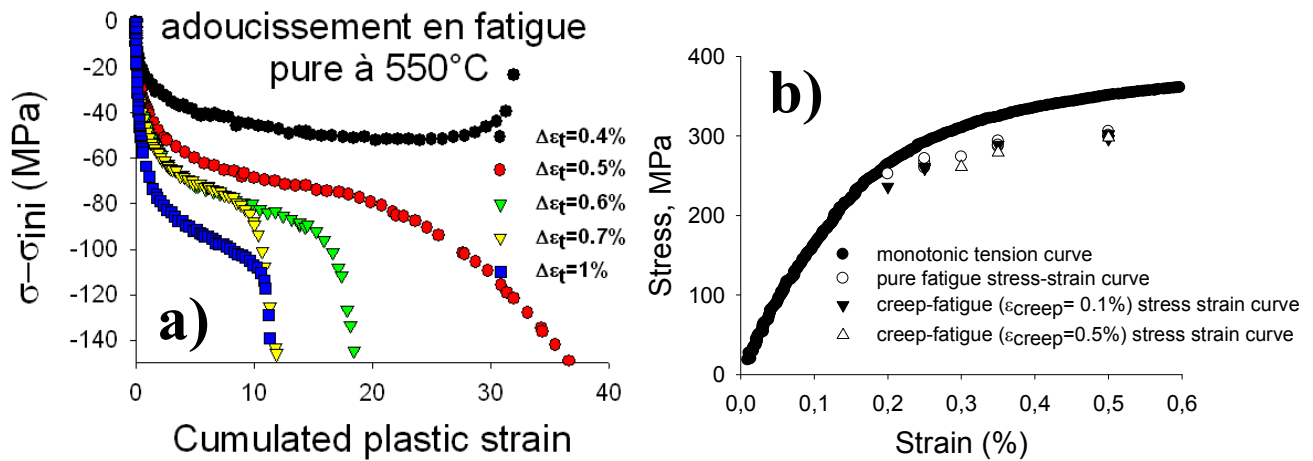 adoucissement en fatigue
pure à 550°C
0
-20
-40
-60
-80
-100
-120
-140
σ−σini (MPa)
Δεt=0.4%
Δεt=0.5%
Δεt=0.6%
Δεt=0.7%
Δεt=1%
a)
0 10 20 30 40
Cumulated plastic strain
b)
400
300
200
100
0
Stress, MPa
monotonic tension curve
pure fatigue stress-strain curve
creep-fatigue (εcreep= 0.1%) stress strain curve
creep-fatigue (εcreep=0.5%) stress strain curve
0,0 0,1 0,2 0,3 0,4 0,5 0,6
Strain (%)